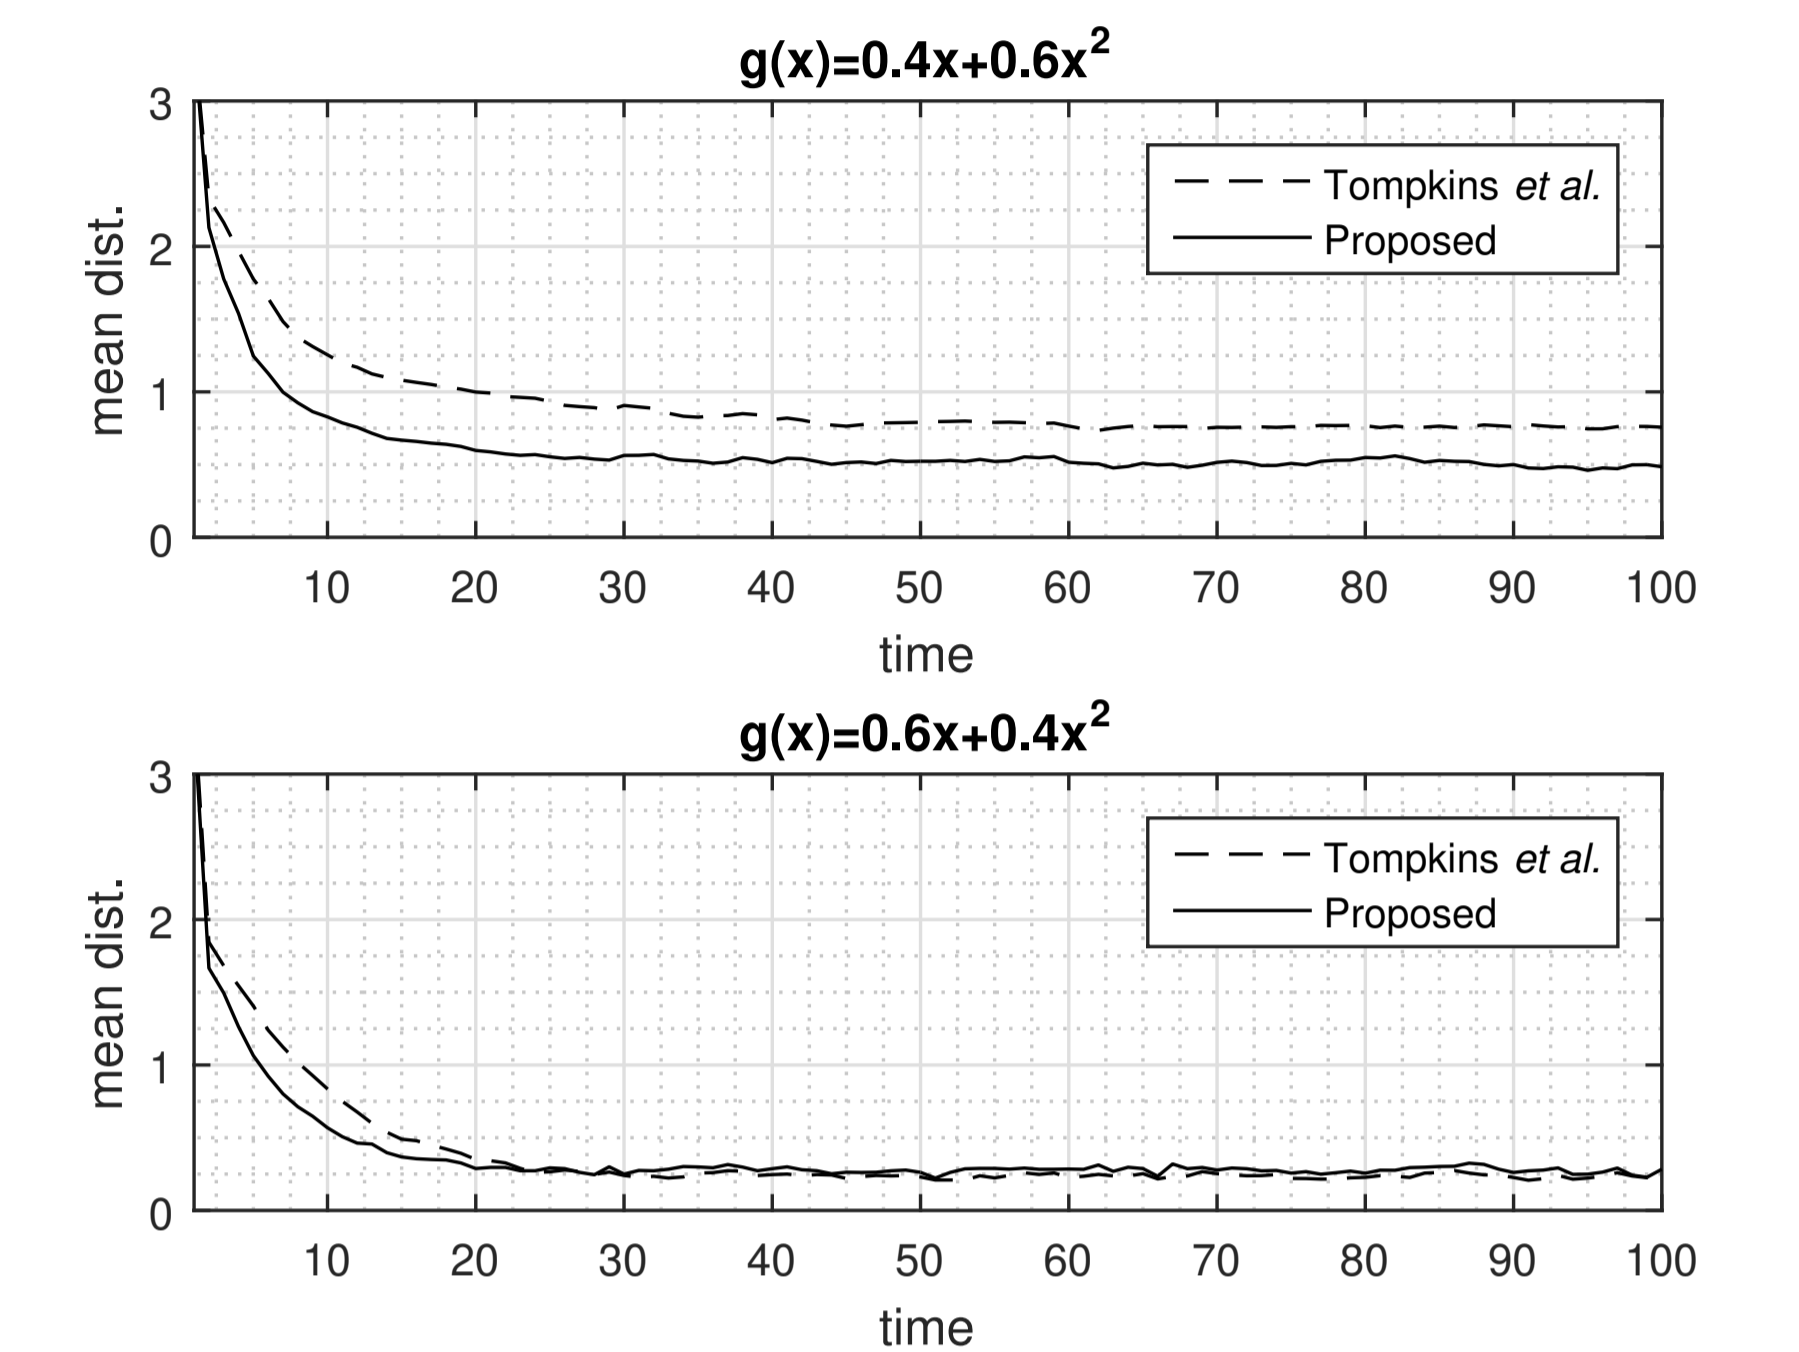 g(x)=0.4x+0.6x²
3
2
1
0
mean dist.
Tompkins et al.
Proposed
10 20 30 40 50 60 70 80 90 100
time
g(x)=0.6x+0.4x²
3
2
1
0
mean dist.
Tompkins et al.
Proposed
10 20 30 40 50 60 70 80 90 100
time